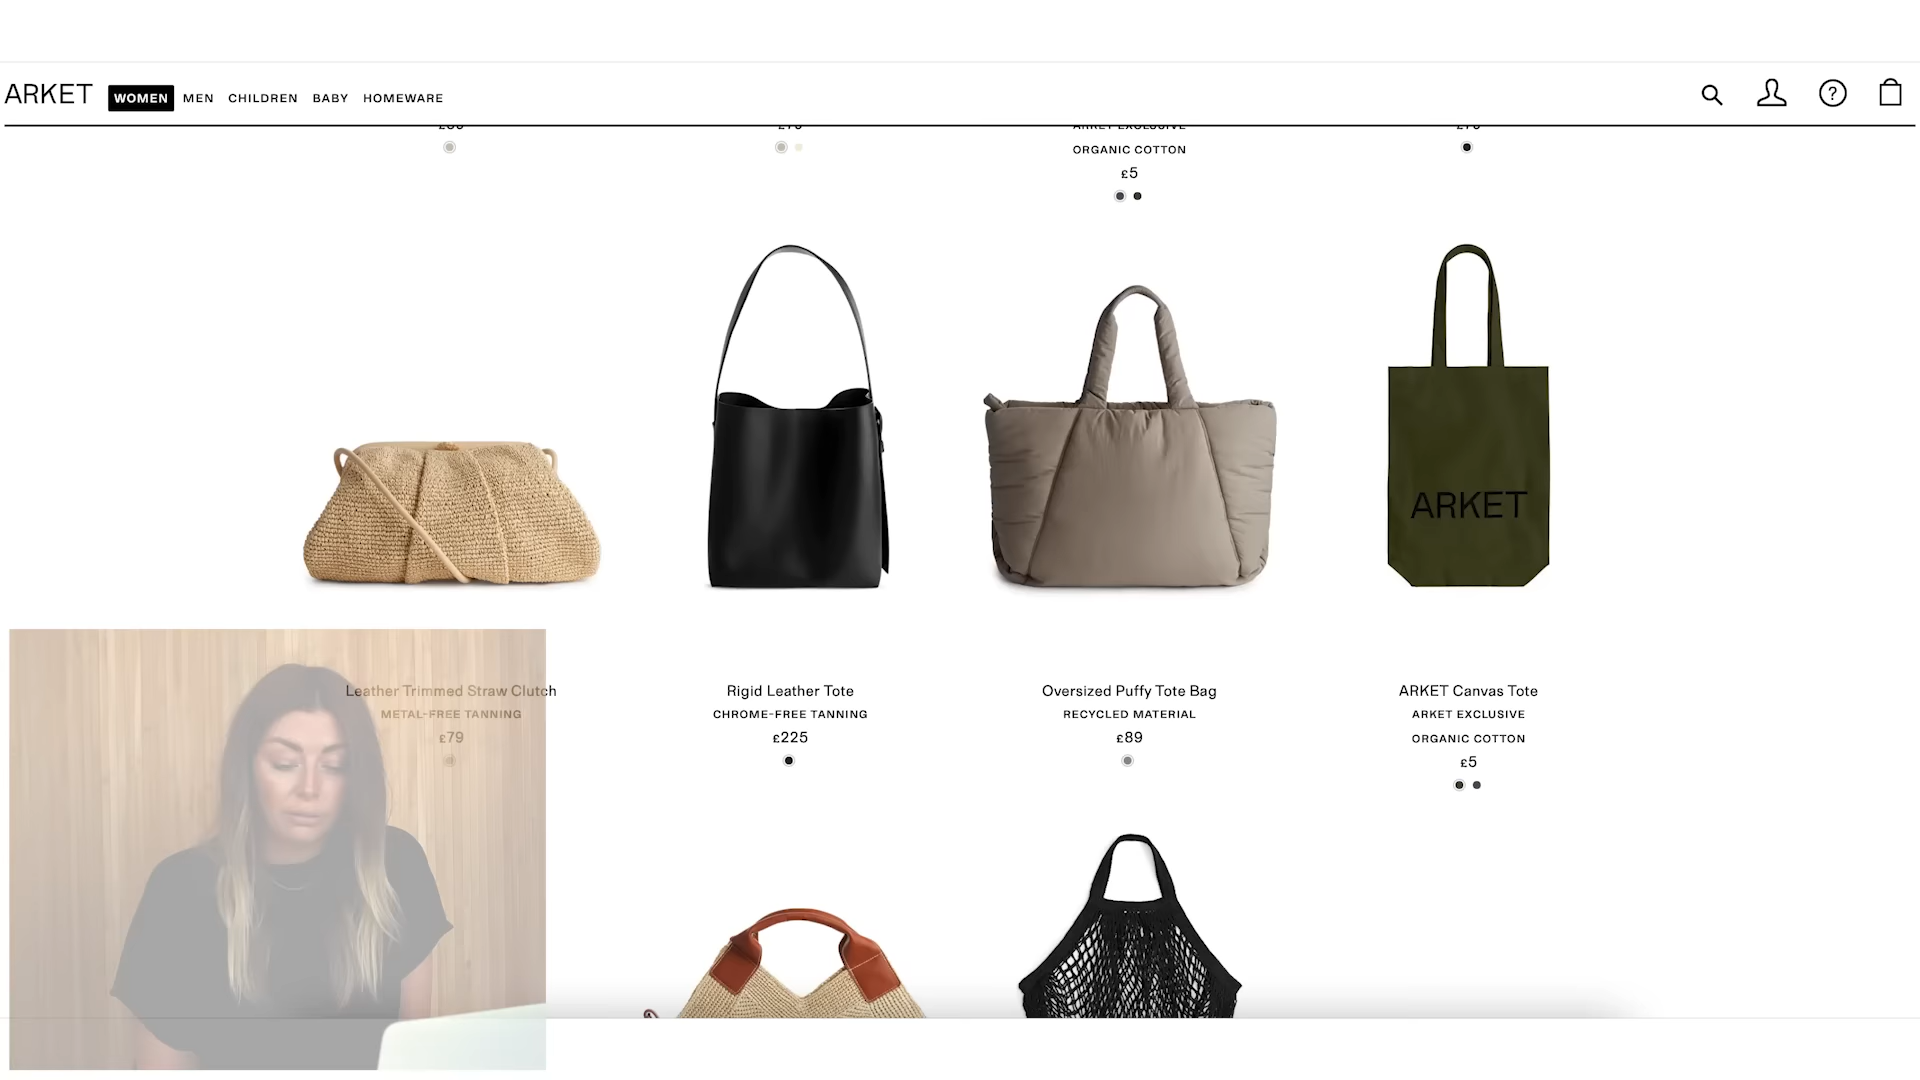 ARKET WOMEN MEN CHILDREN BABY HOMEWARE
?
ARKET EXCLUSIVE
ORGANIC COTTON
£5
ARKET
Leather Trimmed Straw Clutch
METAL-FREE TANNING
£79
Rigid Leather Tote
CHROME-FREE TANNING
£225
Oversized Puffy Tote Bag
RECYCLED MATERIAL
£89
ARKET Canvas Tote
ARKET EXCLUSIVE
ORGANIC COTTON
£5